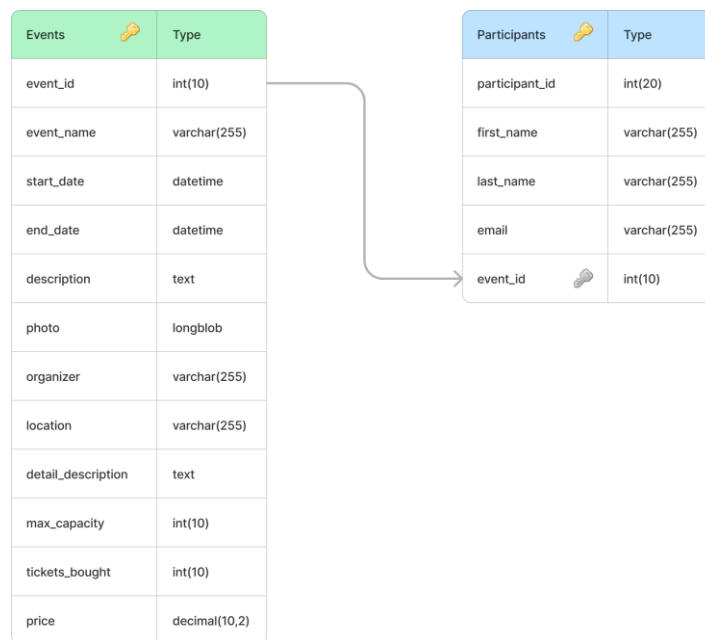 Events Type
event_id int(10)
event_name varchar(255)
start_date datetime
end_date datetime
description text
photo longblob
organizer varchar(255)
location varchar(255)
detail_description text
max_capacity int(10)
tickets_bought int(10)
price decimal(10,2)
Participants Type
participant_id int(20)
first_name varchar(255)
last_name varchar(255)
email varchar(255)
event_id int(10)